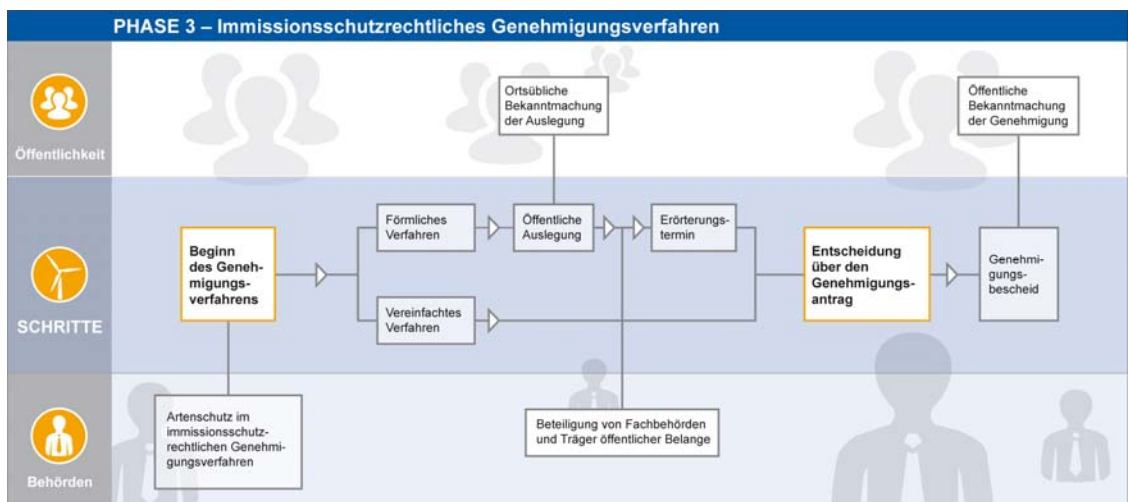 PHASE 3 – Immissionsschutzrechtliches Genehmigungsverfahren
Öffentlichkeit
Ortsübliche
Bekanntmachung
der Auslegung
Öffentliche
Bekanntmachung
der Genehmigung
SCHRITTE
Beginn
des Geneh-
migungs-
verfahrens
Förmliches
Verfahren
Öffentliche
Auslegung
Erörterungs-
termin
Vereinfachtes
Verfahren
Entscheidung
über den
Genehmigungs-
antrag
Genehmi-
gungs-
bescheid
Behörden
Artenschutz im
immissionsschutz-
rechtlichen Genehmi-
gungsverfahren
Beteiligung von Fachbehörden
und Träger öffentlicher Belange